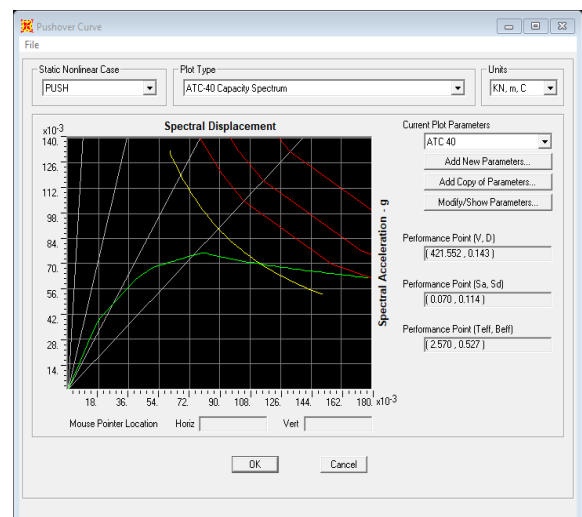 Pushover Curve
File
Static Nonlinear Case
PUSH
Plot Type
ATC-40 Capacity Spectrum
Units
KN, m, C
Spectral Displacement
x10-3
140.
126.
112.
98.
84.
70.
56.
42.
28.
14.
18.  36.  54.  72.  90.  108.  126.  144.  162.  180. x10-3
Spectral Acceleration - g
Mouse Pointer Location  Horiz  Vert
Current Plot Parameters
ATC 40
Add New Parameters...
Add Copy of Parameters...
Modify/Show Parameters...
Performance Point (V, D)
( 421.552 , 0.143 )
Performance Point (Sa, Sd)
( 0.070 , 0.114 )
Performance Point (Teff, Beff)
( 2.570 , 0.527 )
OK
Cancel